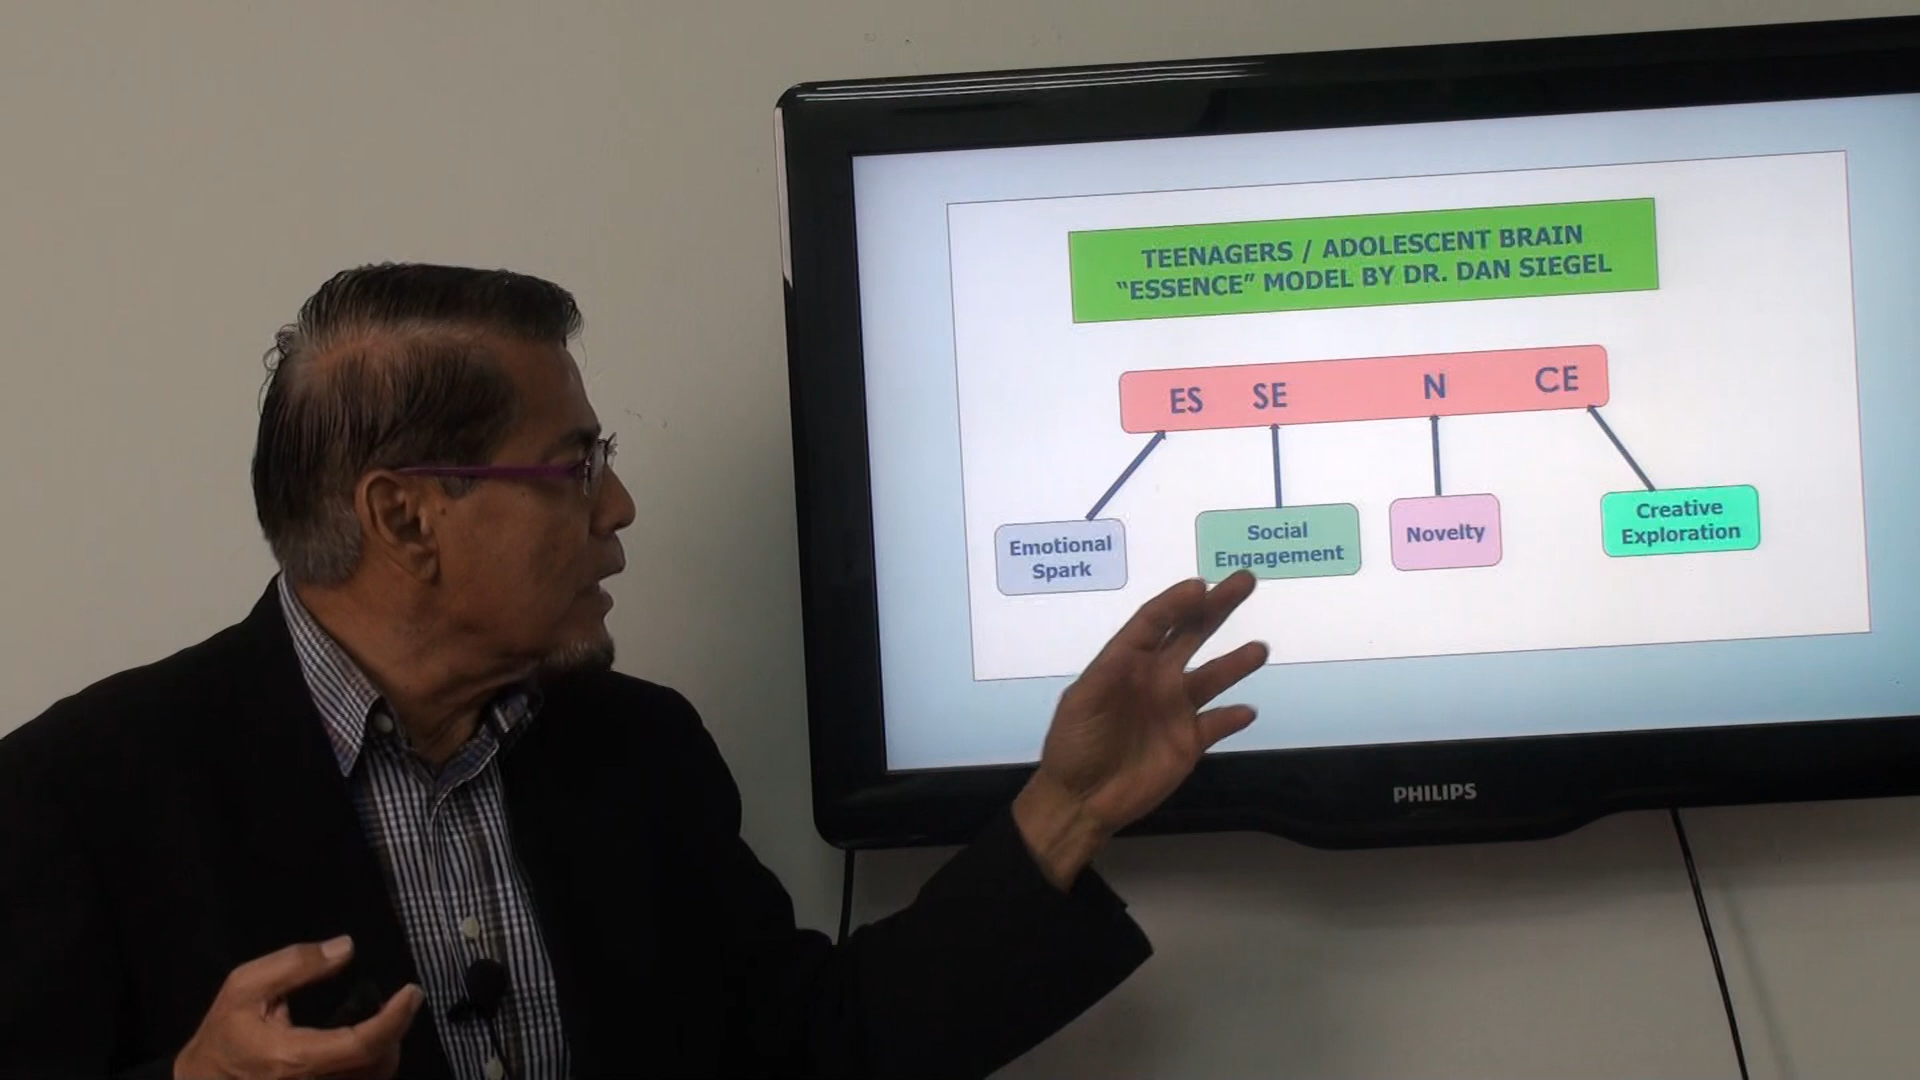 TEENAGERS / ADOLESCENT BRAIN
“ESSENCE” MODEL BY DR. DAN SIEGEL
ES SE N CE
Emotional
Spark
Social
Engagement
Novelty
Creative
Exploration
PHILIPS